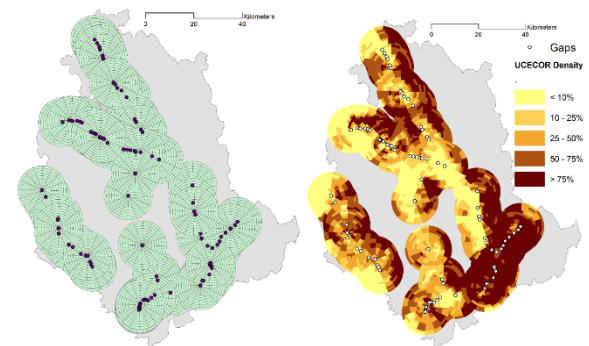 0 20 40
Kilometers
0 20 40
Kilometers
Gaps
UCECOR Density
< 10%
10 - 25%
25 - 50%
50 - 75%
> 75%